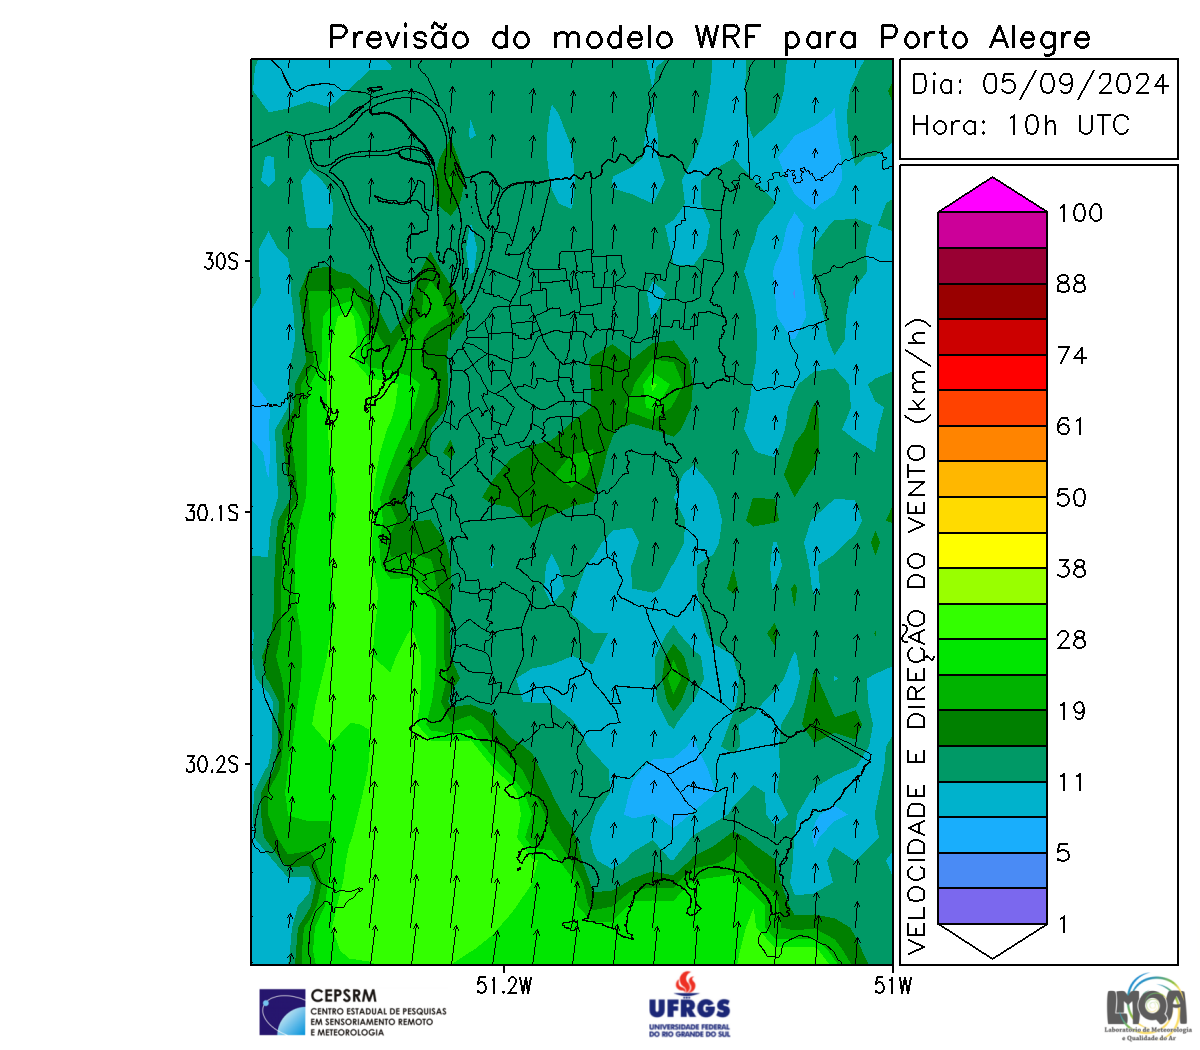 Previsão do modelo WRF para Porto Alegre
Dia: 05/09/2024
Hora: 10h UTC
30S
30.1S
30.2S
51.2W
51W
VELOCIDADE E DIREÇÃO DO VENTO (km/h)
100
88
74
61
50
38
28
19
11
5
1
CEPSRM
CENTRO ESTADUAL DE PESQUISAS
EM SENSORIAMENTO REMOTO
E METEOROLOGIA
UFRGS
UNIVERSIDADE FEDERAL
DO RIO GRANDE DO SUL
LMQA
Laboratório de Meteorologia
e Qualidade do Ar